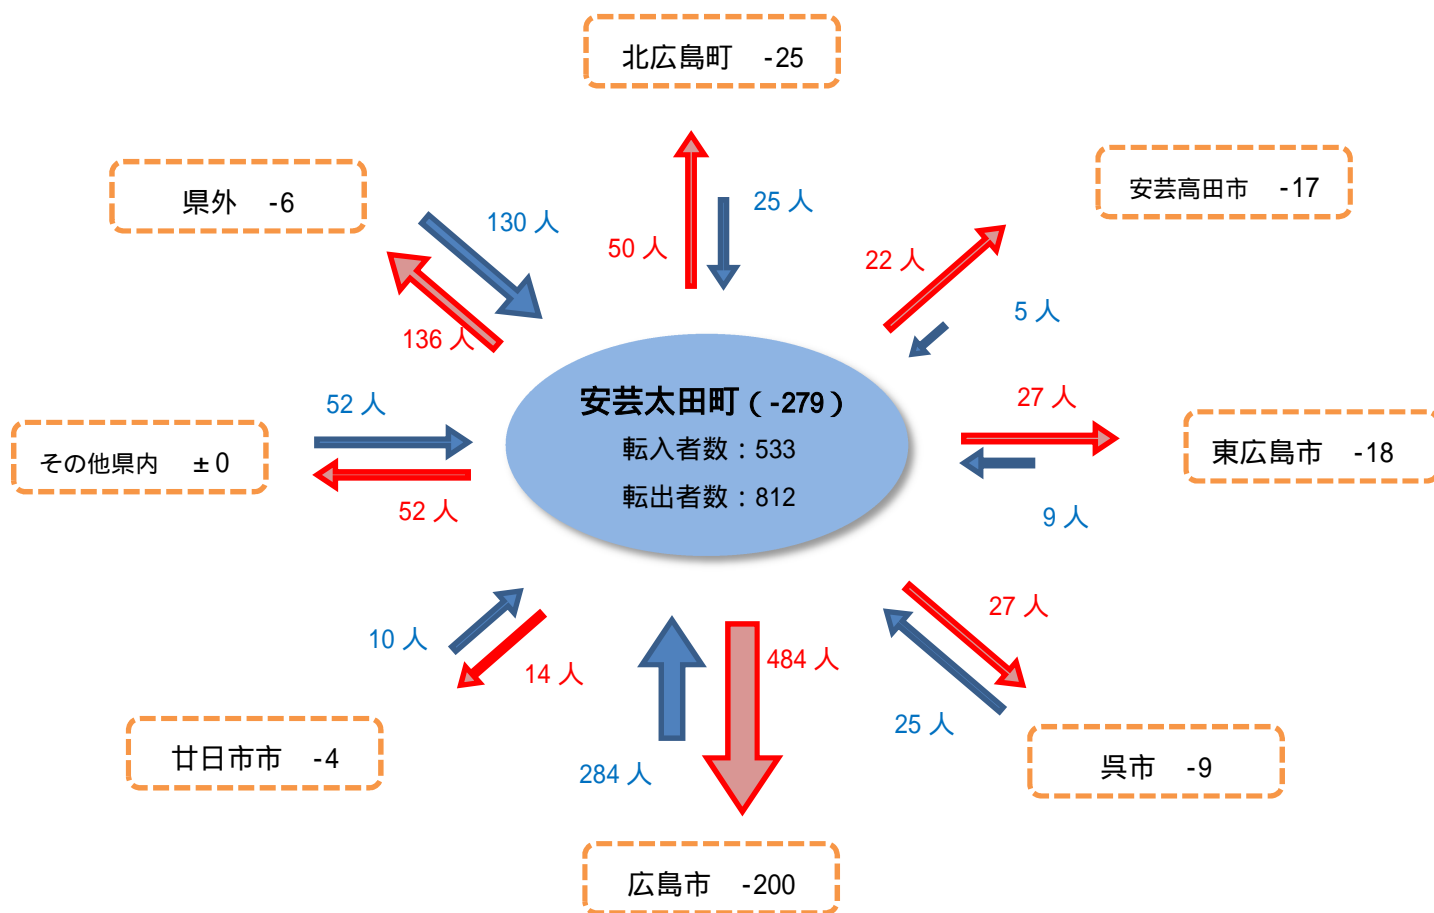 北広島町 -25
県外 -6
安芸高田市 -17
130 人
25 人
50 人
22 人
136 人
5 人
安芸太田町(-279)
転入者数:533
転出者数:812
52 人
27 人
その他県内 ±0
東広島市 -18
52 人
9 人
10 人
14 人
484 人
27 人
25 人
284 人
廿日市市 -4
呉市 -9
広島市 -200